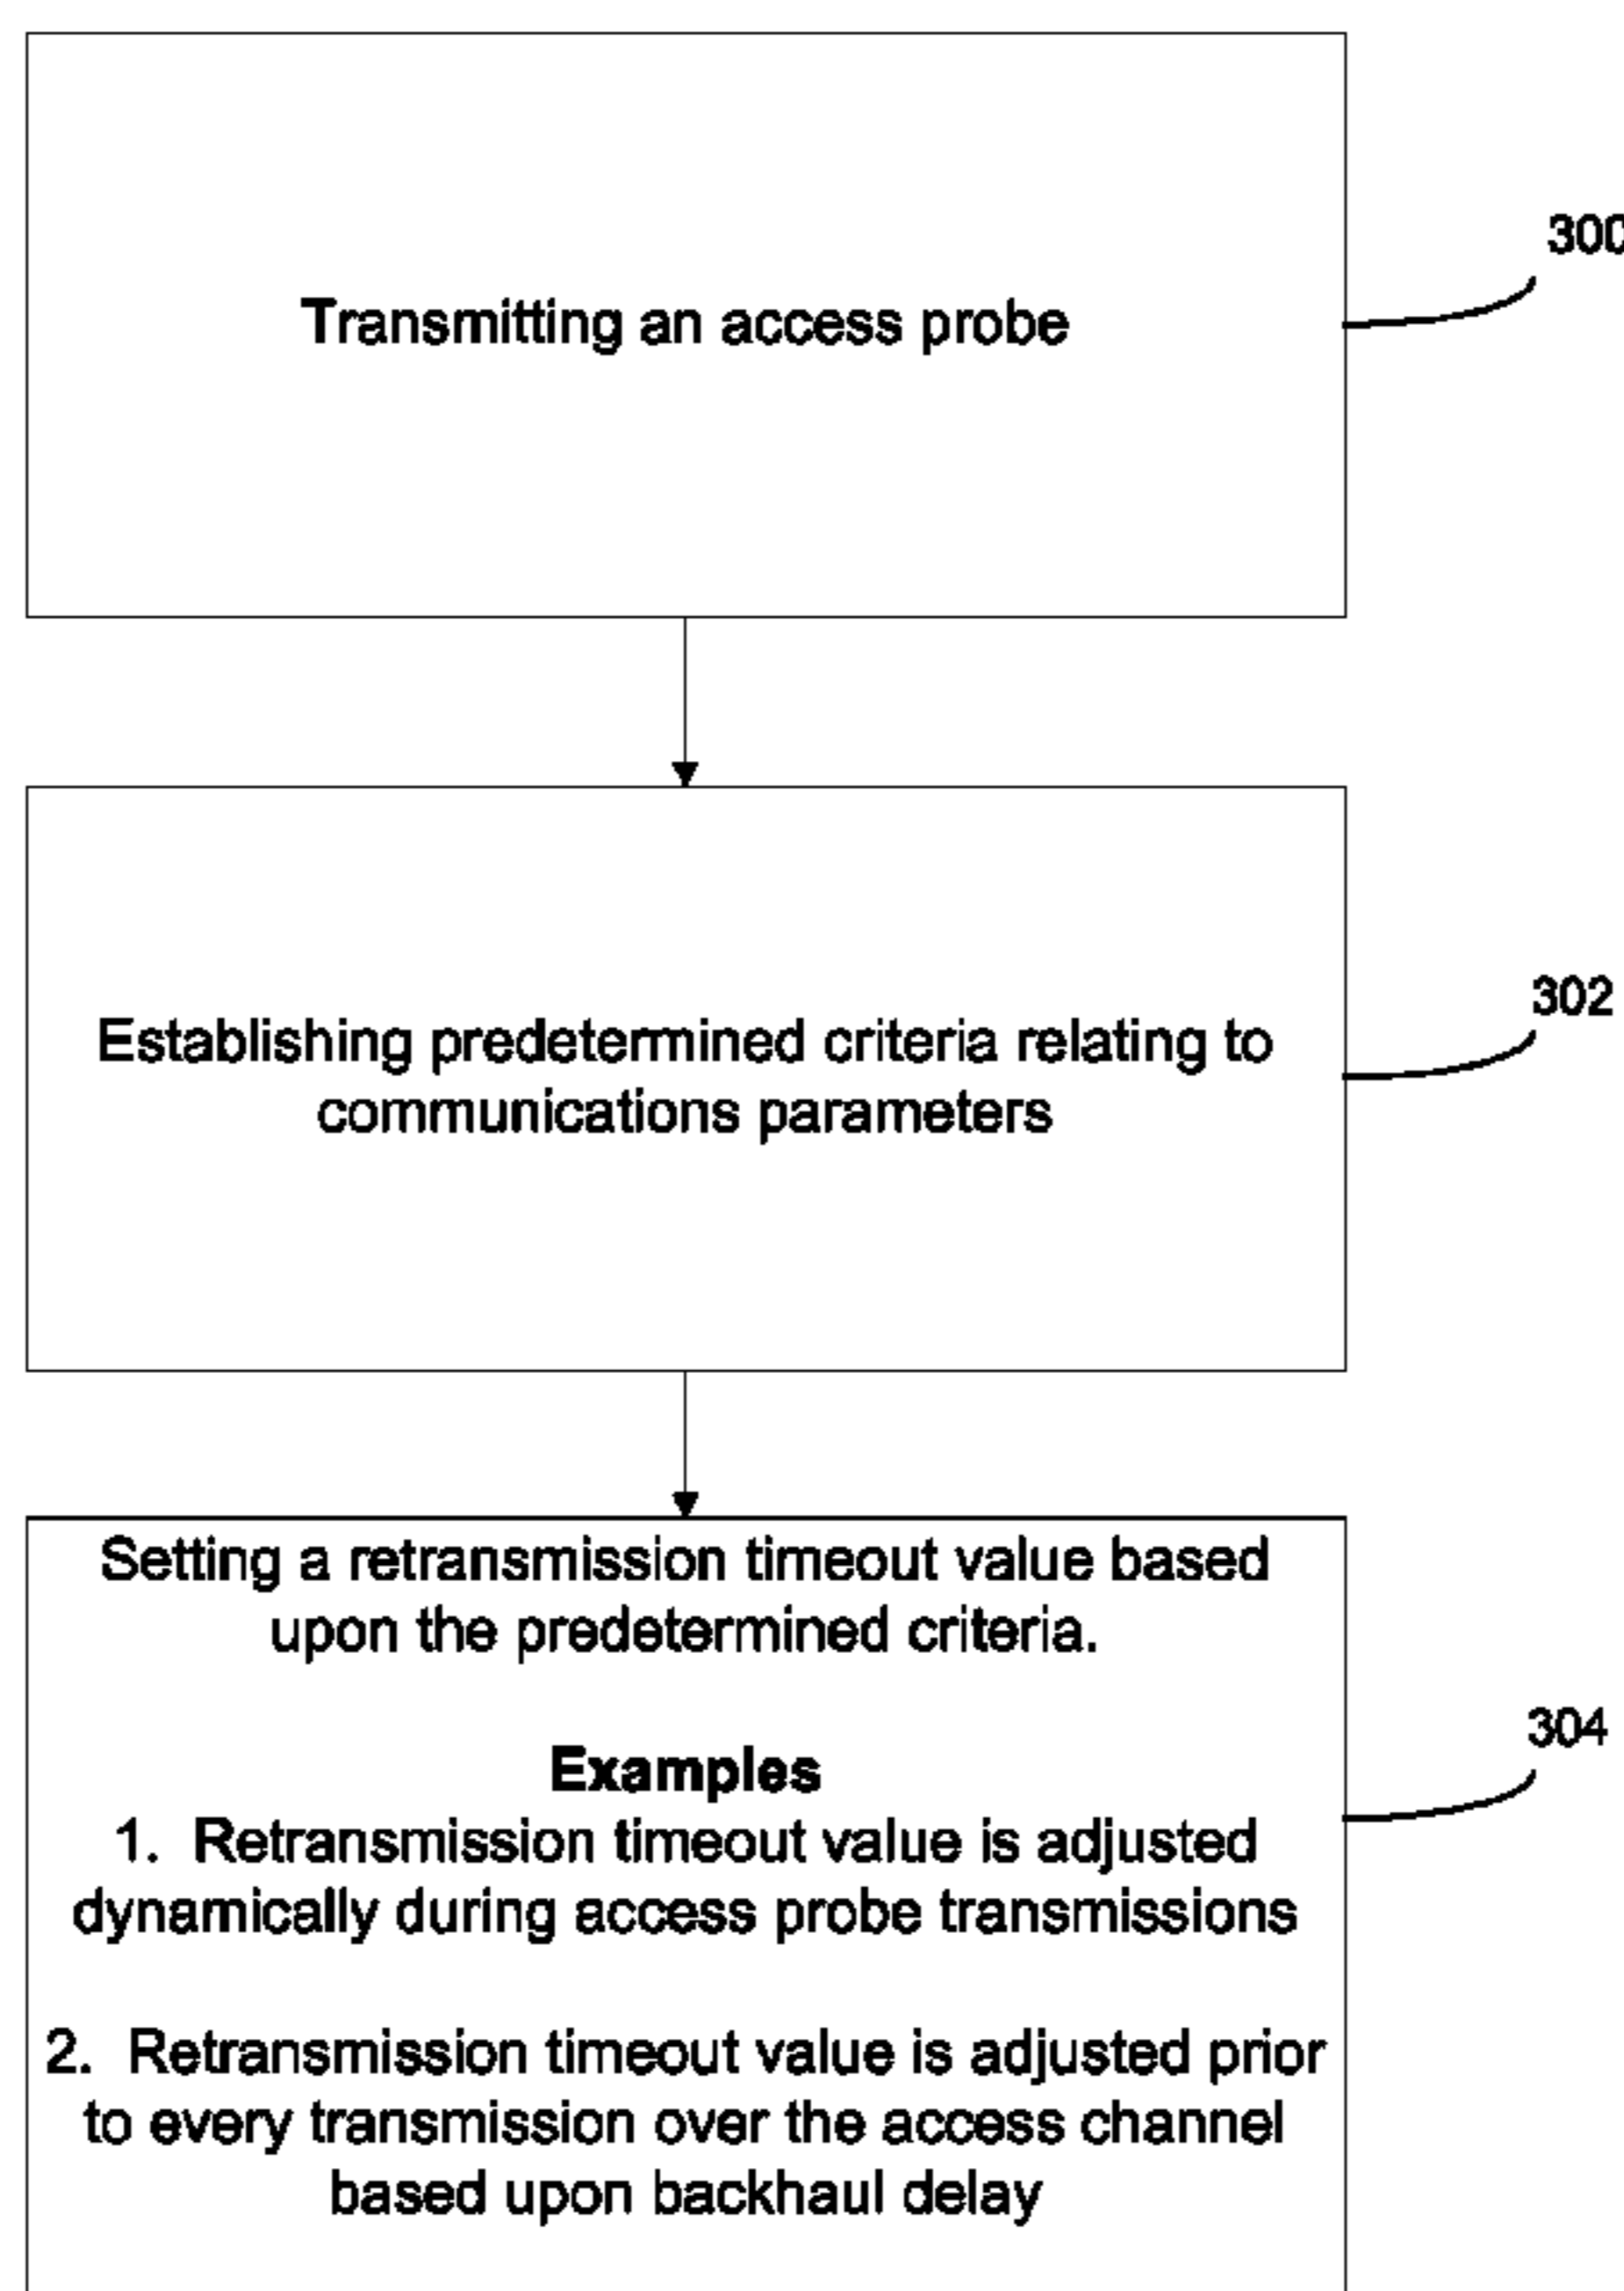 Transmitting an access probe
300
Establishing predetermined criteria relating to
communications parameters
302
Setting a retransmission timeout value based
upon the predetermined criteria.
Examples
1. Retransmission timeout value is adjusted
dynamically during access probe transmissions
2. Retransmission timeout value is adjusted prior
to every transmission over the access channel
based upon backhaul delay
304